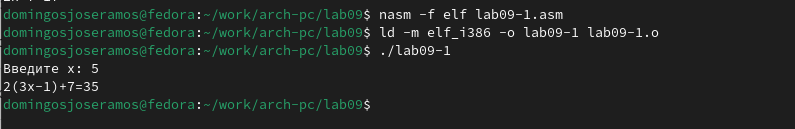 domingosjoseramos@fedora:~/work/arch-pc/lab09$ nasm -f elf lab09-1.asm
domingosjoseramos@fedora:~/work/arch-pc/lab09$ ld -m elf_i386 -o lab09-1 lab09-1.o
domingosjoseramos@fedora:~/work/arch-pc/lab09$ ./lab09-1
Введите x: 5
2(3x-1)+7=35
domingosjoseramos@fedora:~/work/arch-pc/lab09$